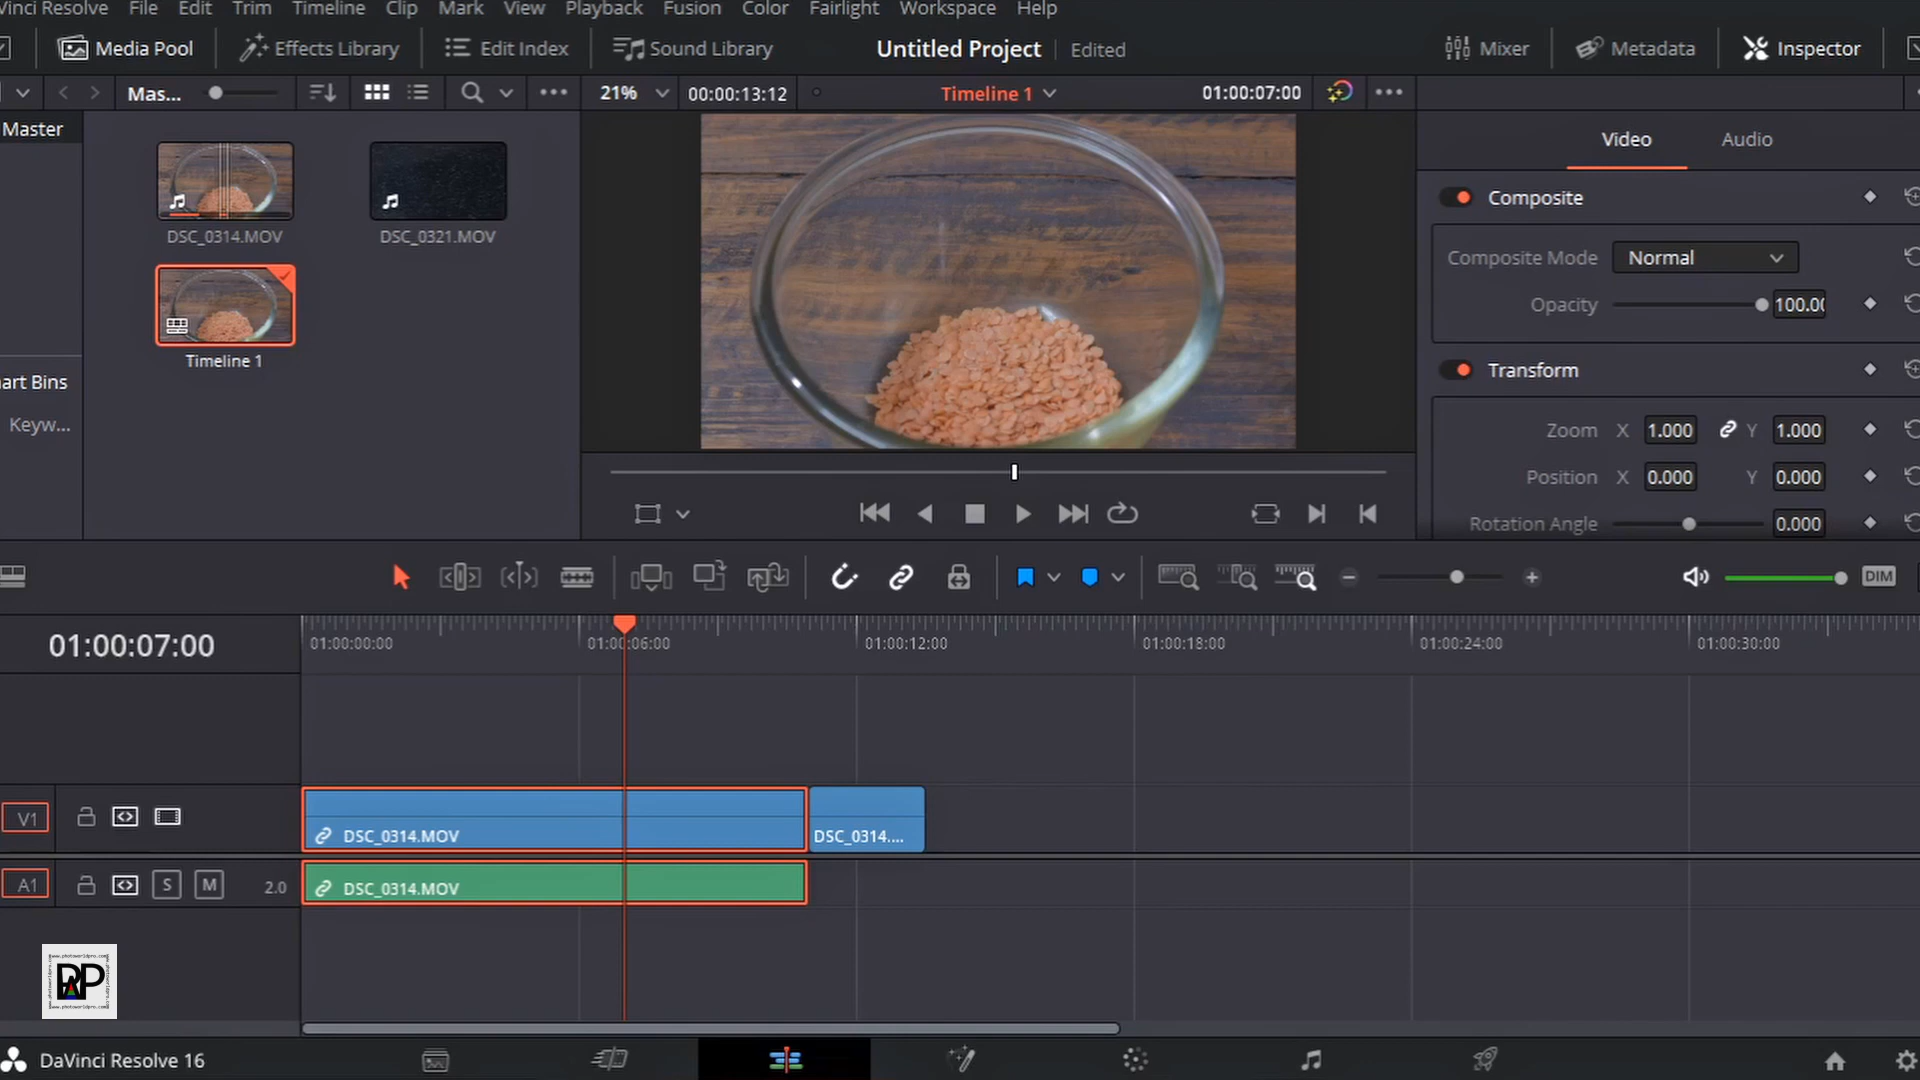 Vinci Resolve File Edit Trim Timeline Clip Mark View Playback Fusion Color Fairlight Workspace Help
Media Pool Effects Library Edit Index Sound Library Untitled Project Edited Mixer Metadata Inspector
Mas... 21% 00:00:13:12 Timeline 1 01:00:07:00
Master
DSC_0314.MOV DSC_0321.MOV
Timeline 1
art Bins
Keyw...
Video Audio
Composite
Composite Mode Normal
Opacity 100.00
Transform
Zoom X 1.000 Y 1.000
Position X 0.000 Y 0.000
Rotation Angle 0.000
DIM
01:00:07:00
01:00:00:00 01:00:06:00 01:00:12:00 01:00:18:00 01:00:24:00 01:00:30:00
V1 DSC_0314.MOV DSC_0314....
A1 S M 2.0 DSC_0314.MOV
www.photoworldpro.com
DaVinci Resolve 16